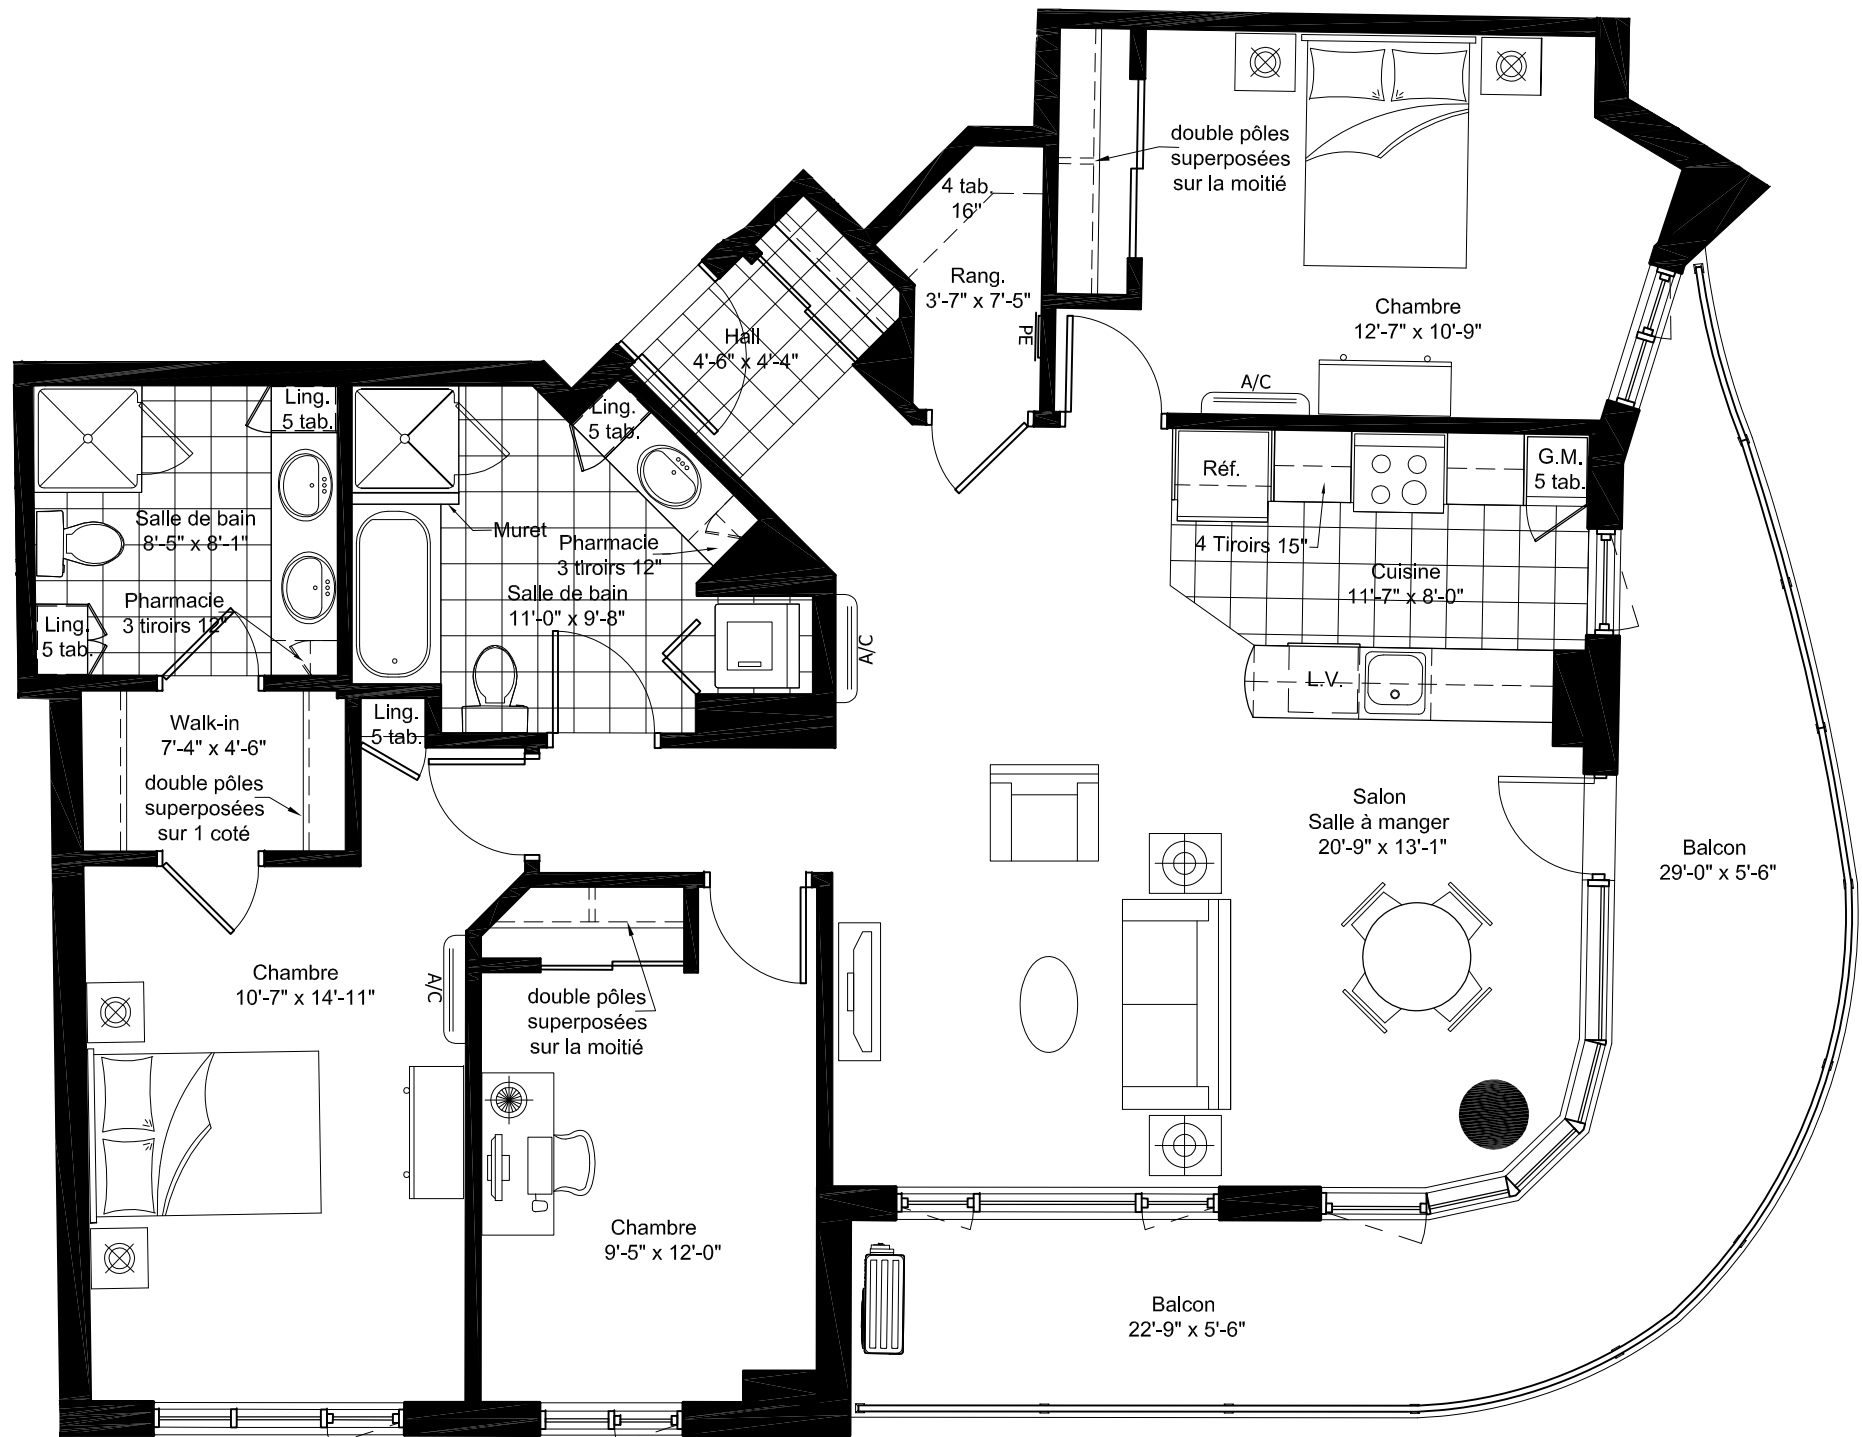 double pôles
superposées
sur la moitié
4 tab.
16"
Rang.
3'-7" x 7'-5"
PE
Chambre
12'-7" x 10'-9"
A/C
Hall
4'-6" x 4'-4"
Ling.
5 tab.
Ling.
5 tab.
Réf.
G.M.
5 tab.
4 Tiroirs 15"
Cuisine
11'-7" x 8'-0"
L.V.
Salle de bain
8'-5" x 8'-1"
Pharmacie
3 tiroirs 12"
Ling.
5 tab.
Muret
Pharmacie
3 tiroirs 12"
Salle de bain
11'-0" x 9'-8"
A/C
Walk-in
7'-4" x 4'-6"
double pôles
superposées
sur 1 coté
Ling.
5 tab.
Salon
Salle à manger
20'-9" x 13'-1"
Balcon
29'-0" x 5'-6"
Chambre
10'-7" x 14'-11"
A/C
double pôles
superposées
sur la moitié
Chambre
9'-5" x 12'-0"
Balcon
22'-9" x 5'-6"